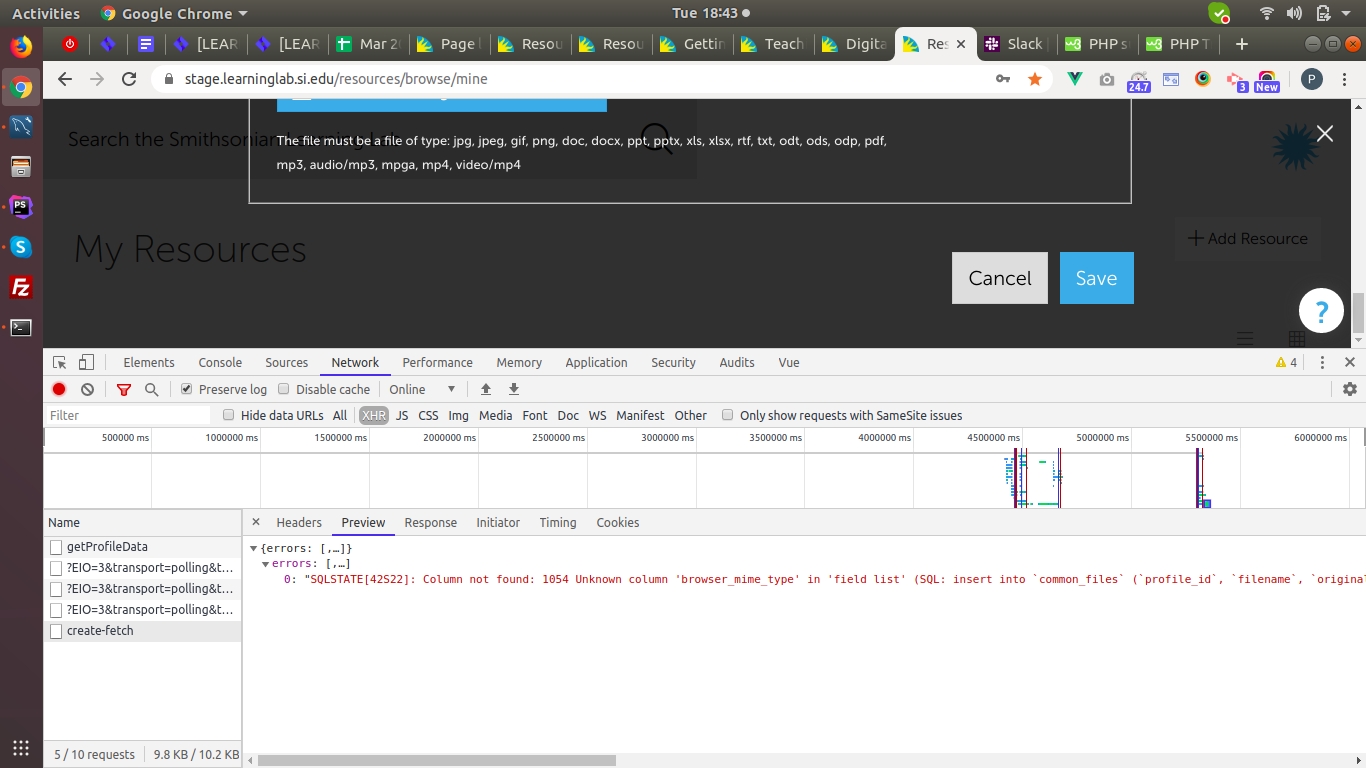 Activities Google Chrome Tue 18:43
[LEAR [LEAR Mar 20 Page Resou Resou Gettin Teach Digita Res Slack PHP s PHP T
stage.learninglab.si.edu/resources/browse/mine 24.7 3 New P
Search the Smithsonian Learning Lab
The file must be a file of type: jpg, jpeg, gif, png, doc, docx, ppt, pptx, xls, xlsx, rtf, txt, odt, ods, odp, pdf,
mp3, audio/mp3, mpga, mp4, video/mp4
My Resources
Add Resource
Cancel Save
?
Elements Console Sources Network Performance Memory Application Security Audits Vue 4
Preserve log Disable cache Online
Filter Hide data URLs All XHR JS CSS Img Media Font Doc WS Manifest Other Only show requests with SameSite issues
500000 ms 1000000 ms 1500000 ms 2000000 ms 2500000 ms 3000000 ms 3500000 ms 4000000 ms 4500000 ms 5000000 ms 5500000 ms 6000000 ms
Name Headers Preview Response Initiator Timing Cookies
getProfileData
?EIO=3&transport=polling&t…
?EIO=3&transport=polling&t…
?EIO=3&transport=polling&t…
create-fetch
{errors: [,…]}
errors: [,…]
0: "SQLSTATE[42S22]: Column not found: 1054 Unknown column 'browser_mime_type' in 'field list' (SQL: insert into `common_files` (`profile_id`, `filename`, `original
5 / 10 requests 9.8 KB / 10.2 KB